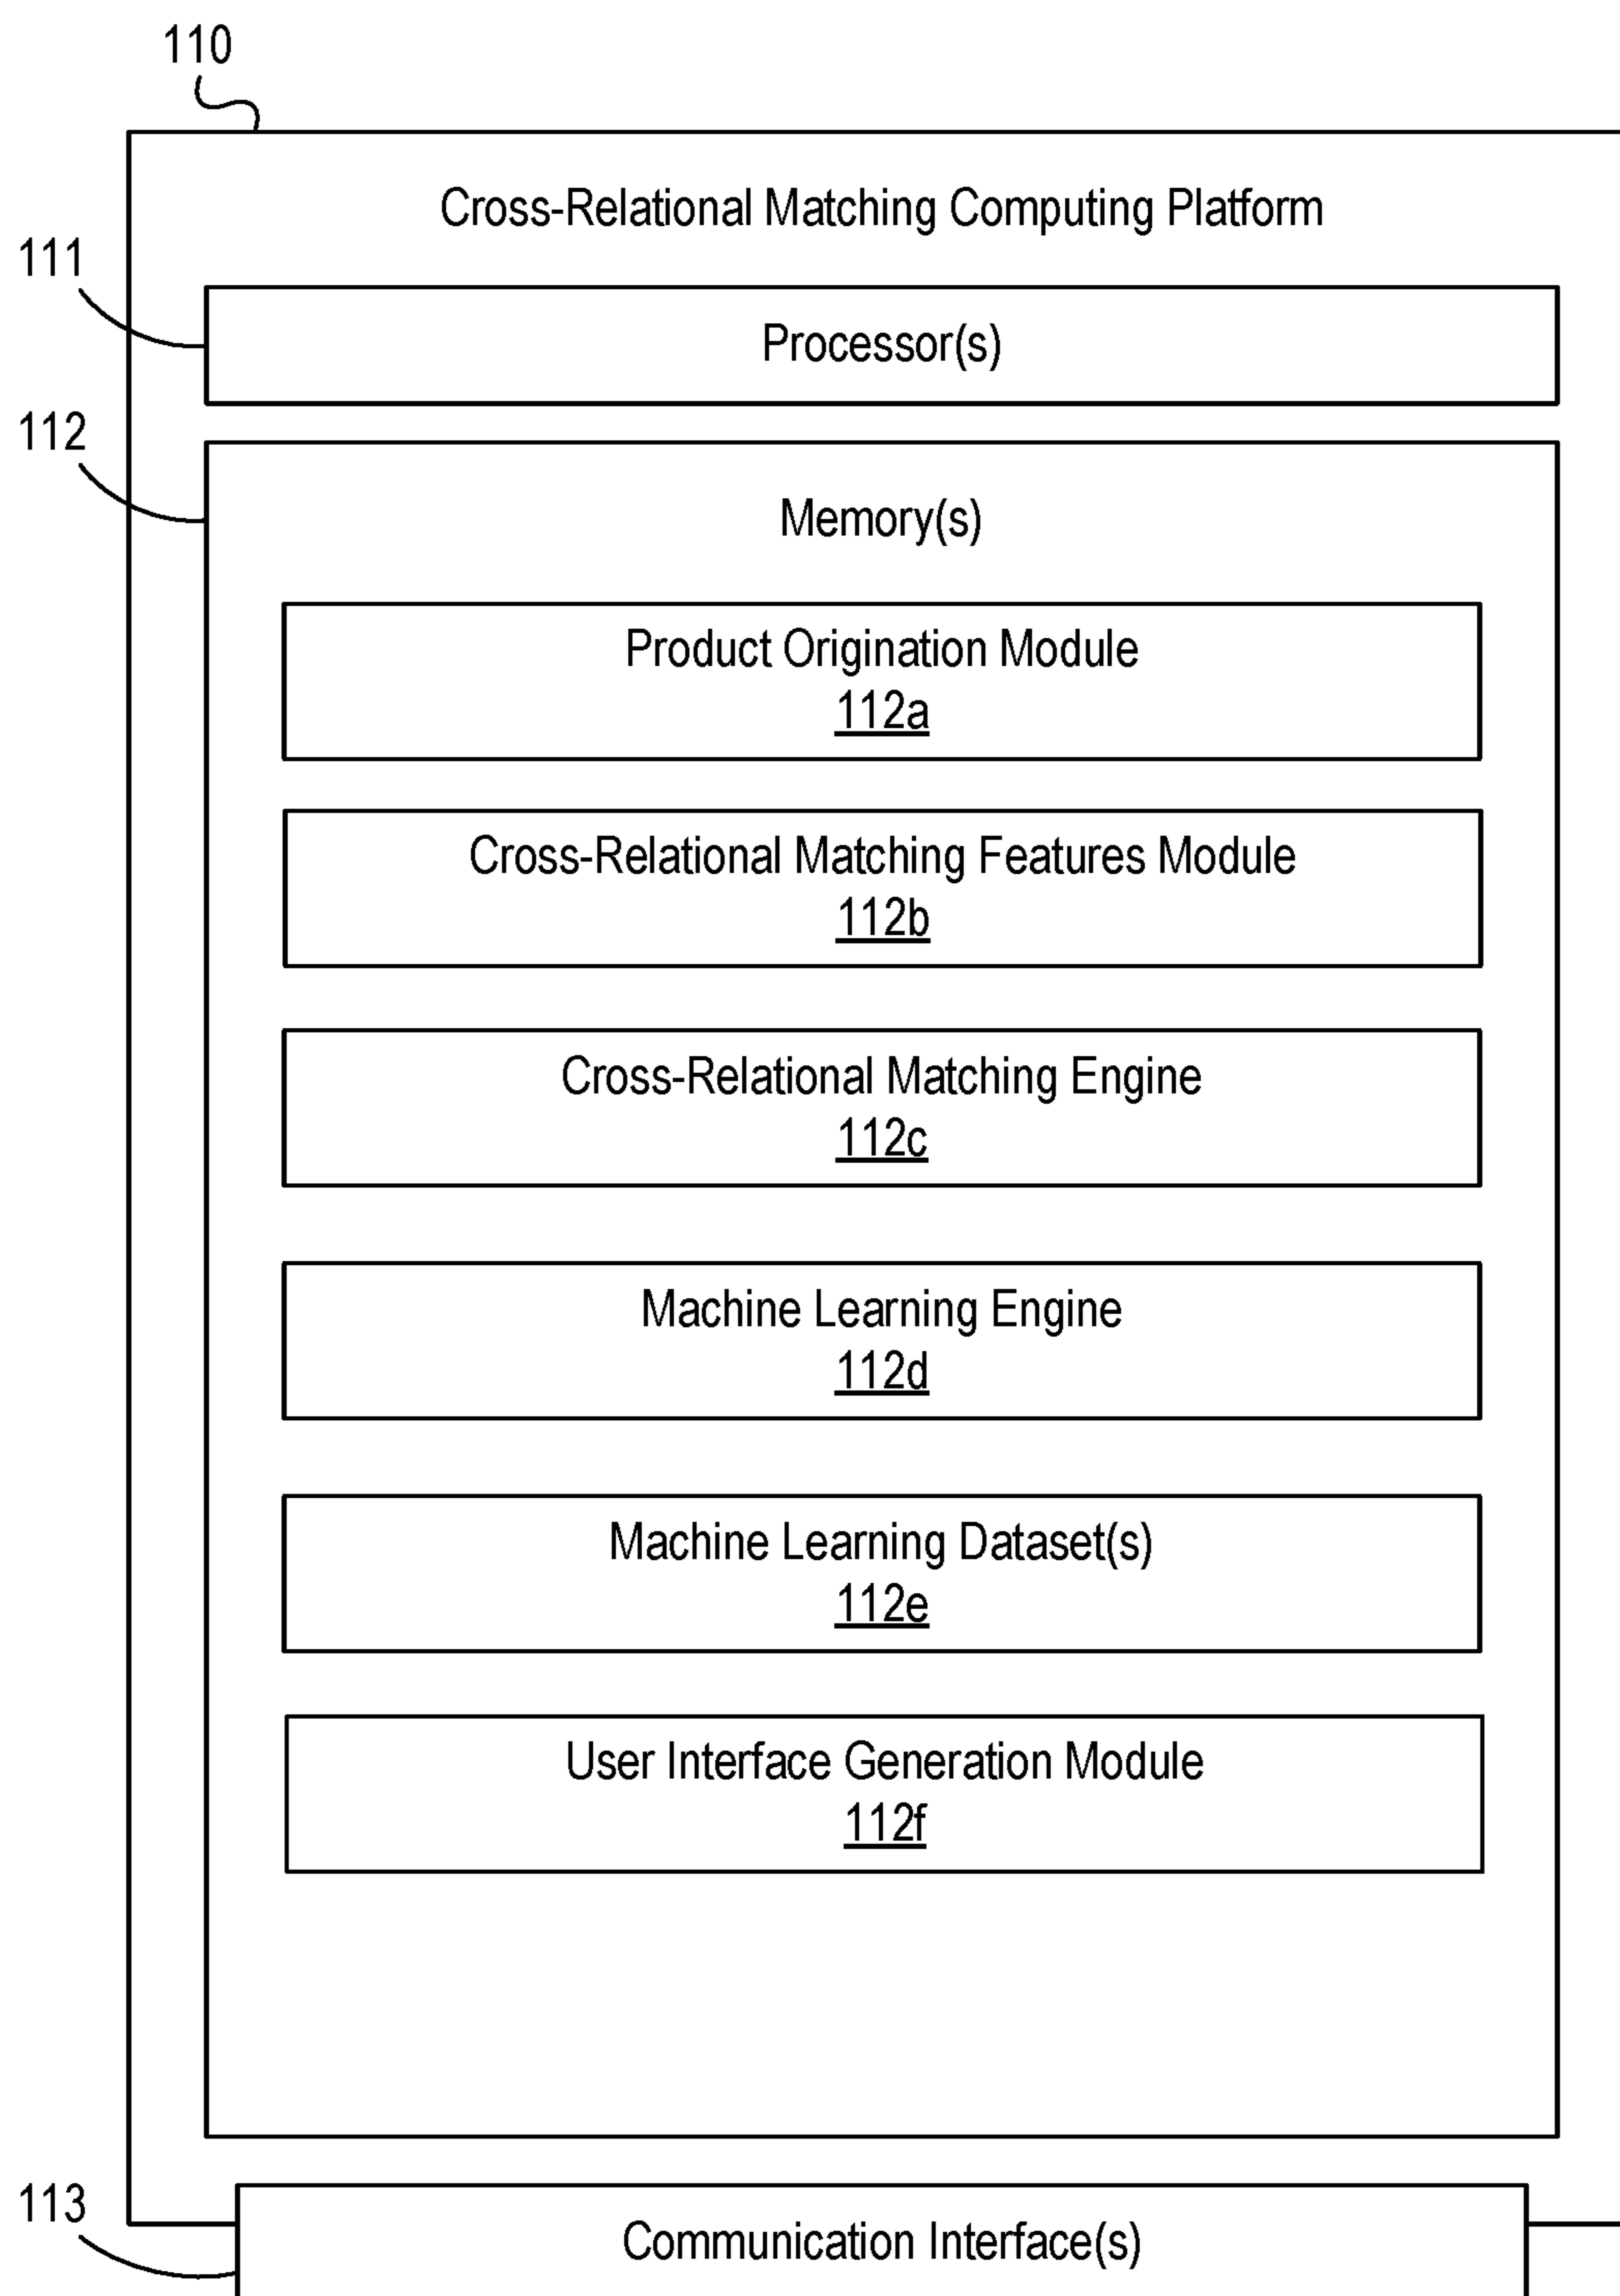 110
Cross-Relational Matching Computing Platform
111
Processor(s)
112
Memory(s)
Product Origination Module
112a
Cross-Relational Matching Features Module
112b
Cross-Relational Matching Engine
112c
Machine Learning Engine
112d
Machine Learning Dataset(s)
112e
User Interface Generation Module
112f
113
Communication Interface(s)